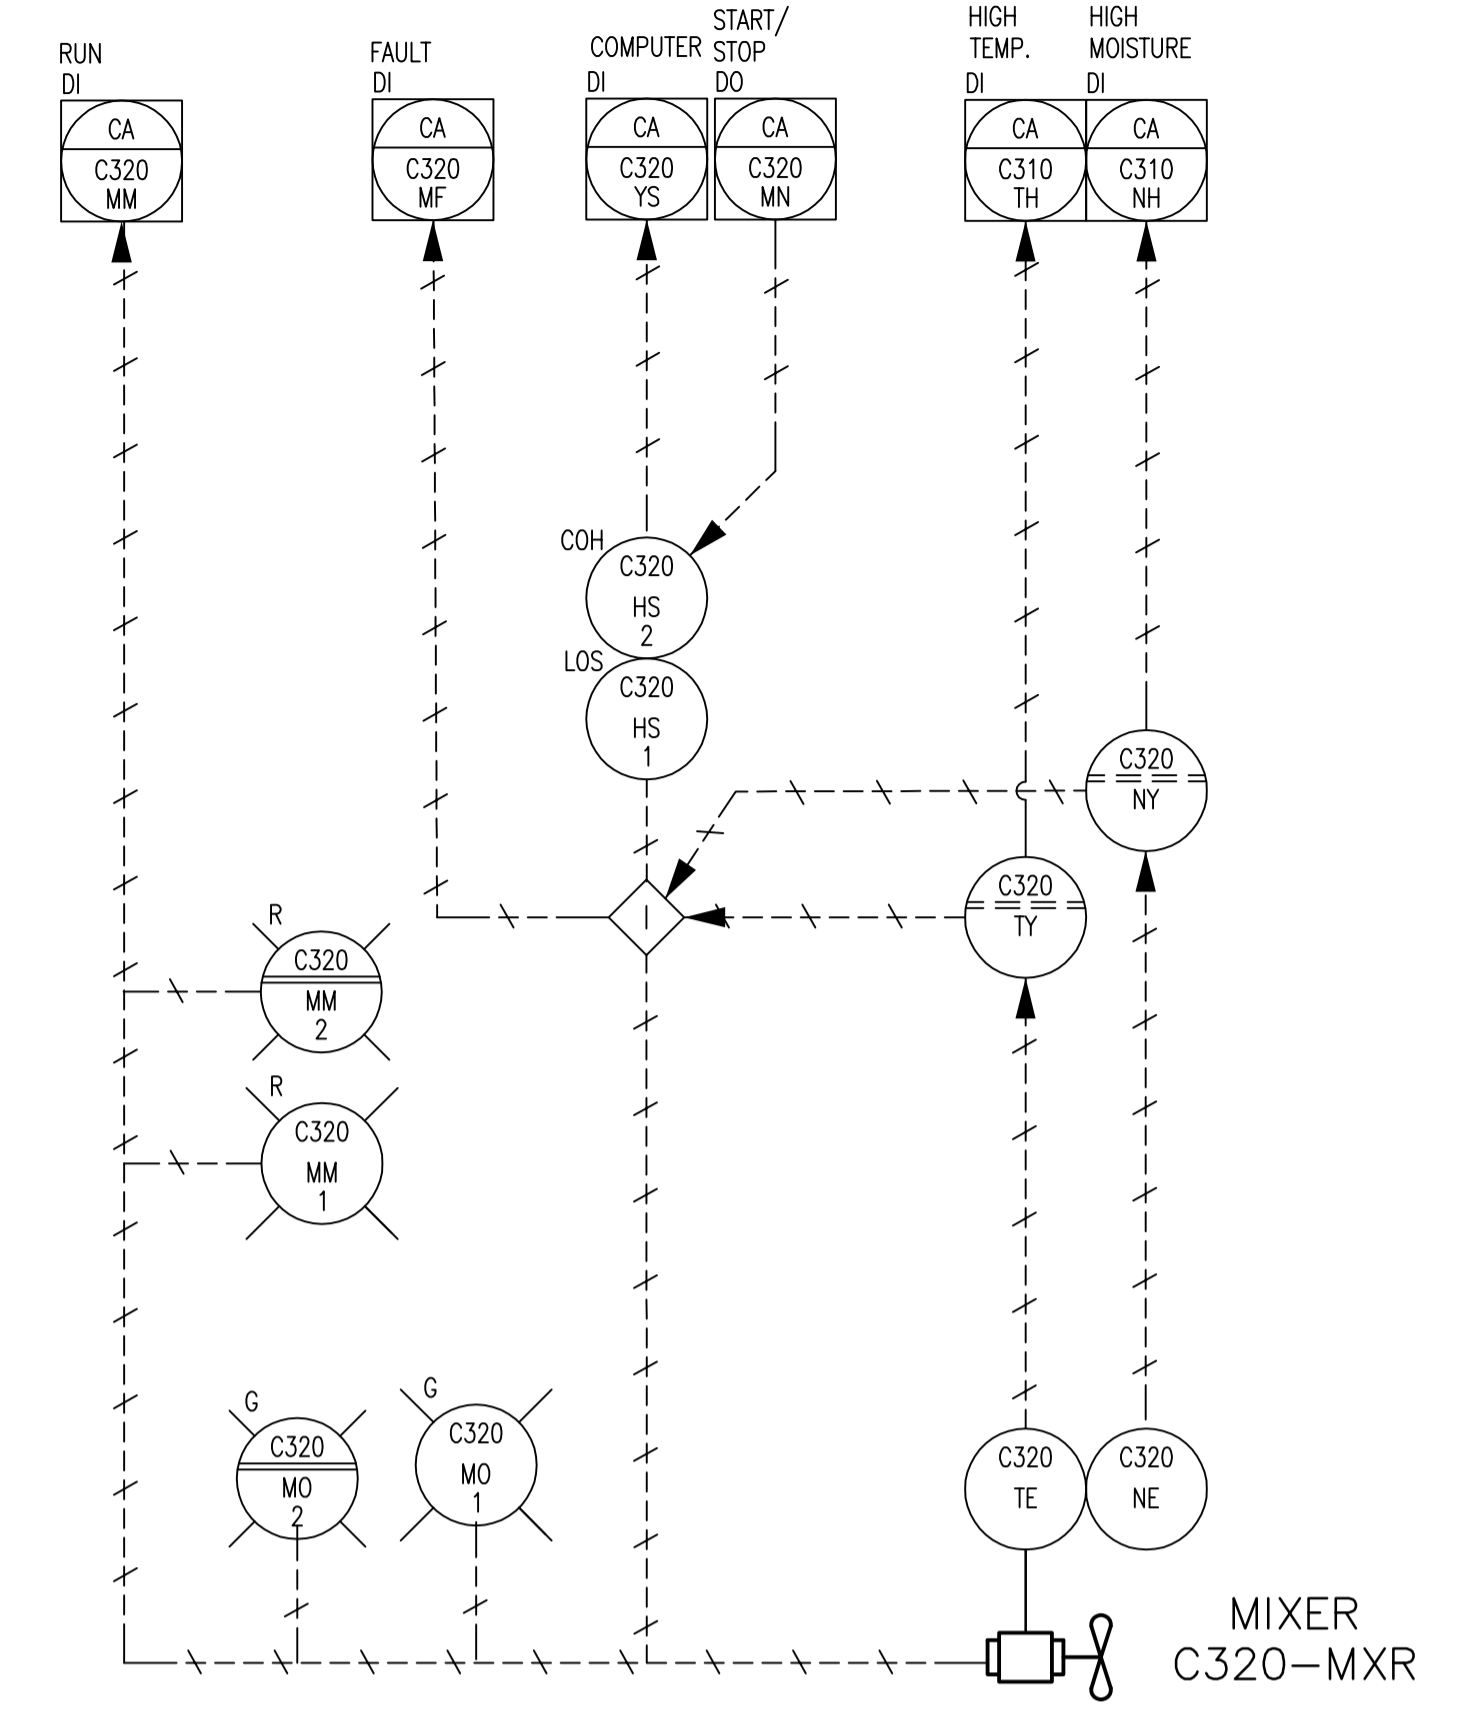 RUN
DI
CA
C320
MM
FAULT
DI
CA
C320
MF
COMPUTER
DI
CA
C320
YS
START/
STOP
DO
CA
C320
MN
HIGH
TEMP.
DI
CA
C310
TH
HIGH
MOISTURE
DI
CA
C310
NH
COH
C320
HS
2
LOS
C320
HS
1
C320
NY
C320
TY
I
R
C320
MM
2
R
C320
MM
1
G
C320
MO
2
G
C320
MO
1
C320
TE
C320
NE
MIXER
C320-MXR